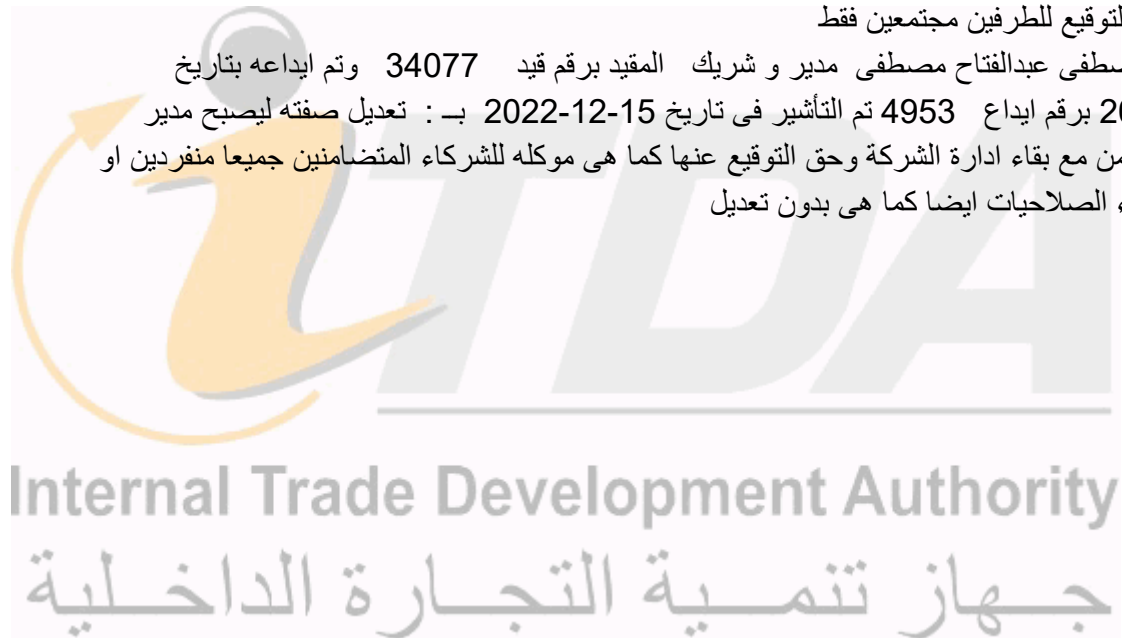 التوقيع للطرفين مجتمعين فقط
عبدالفتاح مصطفى مدير و شريك المقيد برقم قيد 34077 وتم ايداعه بتاريخ
برقم ايداع 4953 تم التأشير فى تاريخ 15-12-2022 بــ : تعديل صفته ليصبح مدير
مع بقاء ادارة الشركة وحق التوقيع عنها كما هى موكله للشركاء المتضامنين جميعا منفردين او
الصلاحيات ايضا كما هى بدون تعديل
iTDA
Internal Trade Development Authority
جهاز تنمية التجارة الداخلية